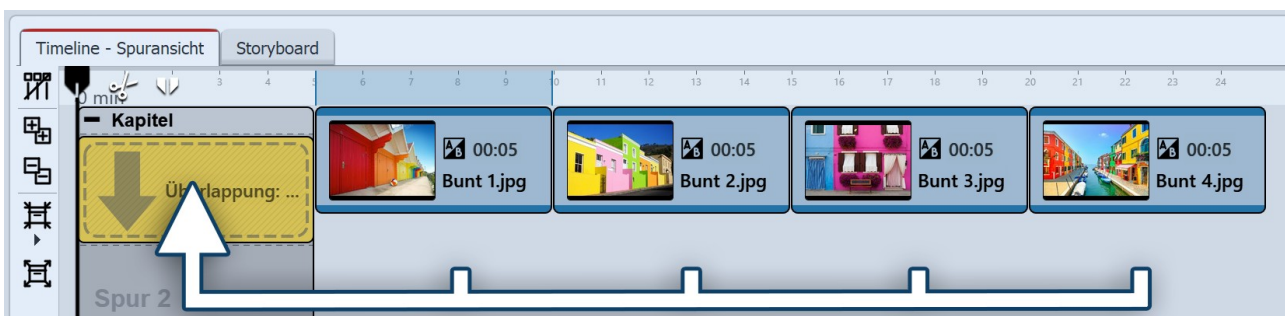 Timeline - Spuransicht Storyboard
0 min 3 4 5 6 7 8 9 10 11 12 13 14 15 16 17 18 19 20 21 22 23 24
Kapitel
00:05 00:05 00:05 00:05
Bunt 1.jpg Bunt 2.jpg Bunt 3.jpg Bunt 4.jpg
Spur 2